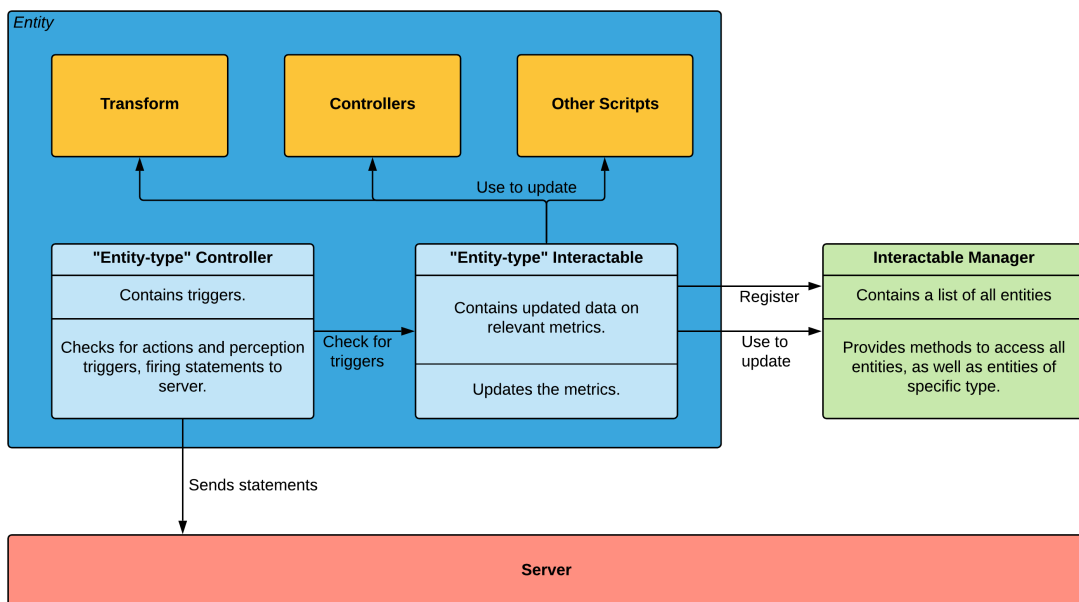 Entity
Transform
Controllers
Other Scritpts
Use to update
"Entity-type" Controller
Contains triggers.
Checks for actions and perception
triggers, firing statements to
server.
Check for
triggers
"Entity-type" Interactable
Contains updated data on
relevant metrics.
Updates the metrics.
Register
Use to
update
Interactable Manager
Contains a list of all entities
Provides methods to access all
entities, as well as entities of
specific type.
Sends statements
Server